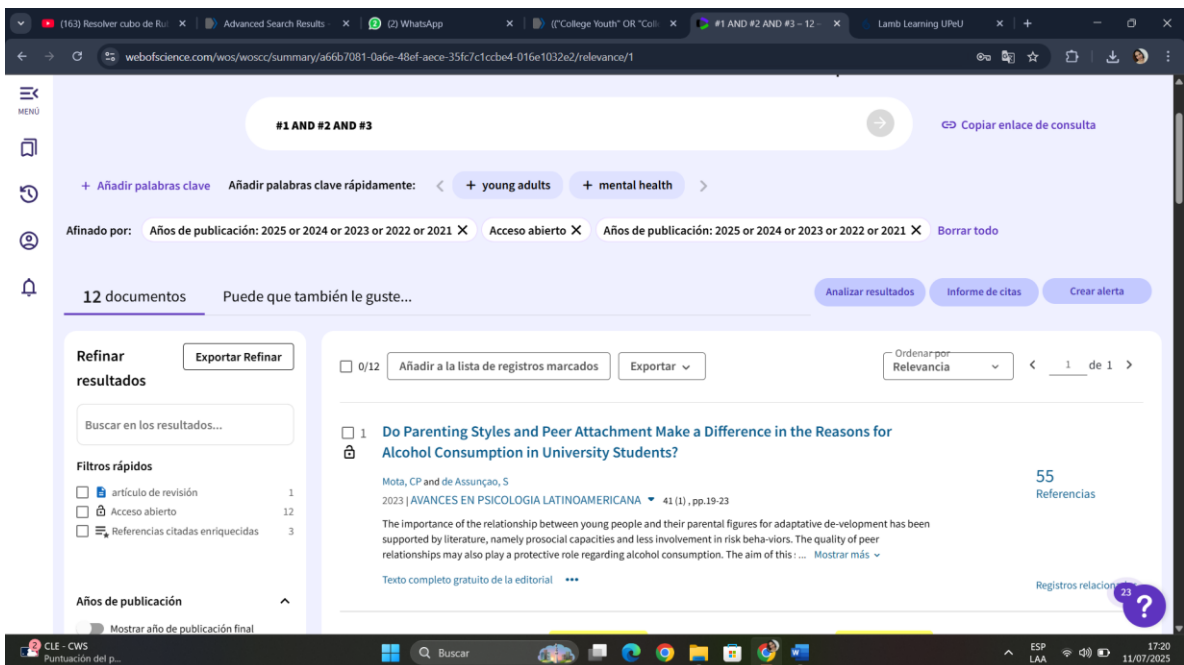 (163) Resolver cubo de Rul
Advanced Search Results -
(2) WhatsApp
(("College Youth" OR "Coll
#1 AND #2 AND #3 – 12 –
Lamb Learning UPeU
webofscience.com/wos/woscc/summary/a66b7081-0a6e-48ef-aece-35fc7c1ccbe4-016e1032e2/relevance/1
MENÚ
#1 AND #2 AND #3
Copiar enlace de consulta
+ Añadir palabras clave
Añadir palabras clave rápidamente:
+ young adults
+ mental health
Afinado por:
Años de publicación: 2025 or 2024 or 2023 or 2022 or 2021
Acceso abierto
Años de publicación: 2025 or 2024 or 2023 or 2022 or 2021
Borrar todo
12 documentos
Puede que también le guste...
Analizar resultados
Informe de citas
Crear alerta
Refinar resultados
Exportar Refinar
Buscar en los resultados...
Filtros rápidos
artículo de revisión 1
Acceso abierto 12
Referencias citadas enriquecidas 3
Años de publicación
Mostrar año de publicación final
0/12
Añadir a la lista de registros marcados
Exportar
Ordenar por
Relevancia
1 de 1
1
Do Parenting Styles and Peer Attachment Make a Difference in the Reasons for
Alcohol Consumption in University Students?
Mota, CP and de Assunçao, S
2023 | AVANCES EN PSICOLOGIA LATINOAMERICANA 41 (1) , pp.19-23
The importance of the relationship between young people and their parental figures for adaptative de-velopment has been
supported by literature, namely prosocial capacities and less involvement in risk beha-viors. The quality of peer
relationships may also play a protective role regarding alcohol consumption. The aim of this : ... Mostrar más
Texto completo gratuito de la editorial
55
Referencias
Registros relacion
23
?
2
CLE - CWS
Puntuación del p...
Buscar
ESP
LAA
17:20
11/07/2025